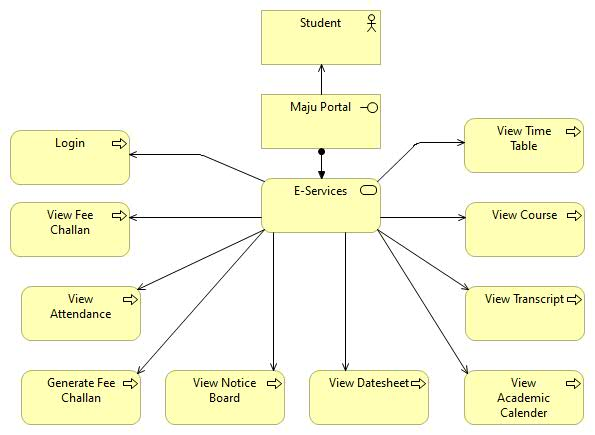 Student
Maju Portal
Login
View Time
Table
E-Services
View Fee
Challan
View Course
View
Attendance
View Transcript
Generate Fee
Challan
View Notice
Board
View Datesheet
View
Academic
Calender